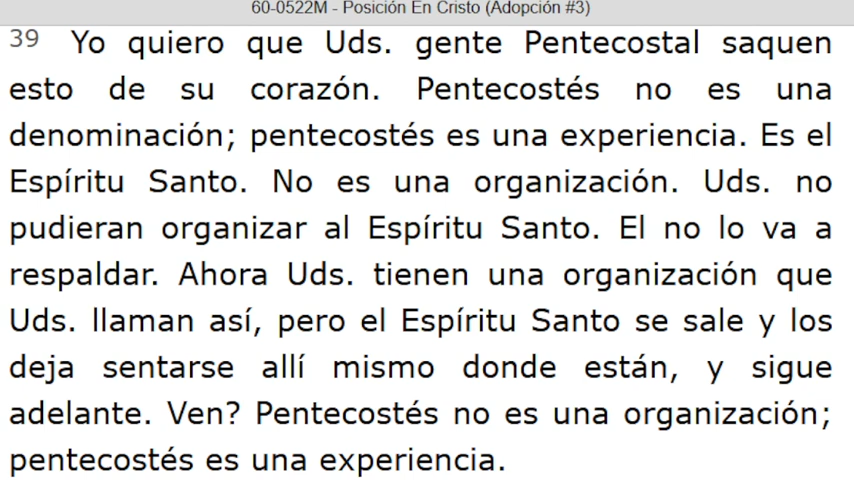 60-0522M - Posición En Cristo (Adopción #3)
39 Yo quiero que Uds. gente Pentecostal saquen
esto de su corazón. Pentecostés no es una
denominación; pentecostés es una experiencia. Es el
Espíritu Santo. No es una organización. Uds. no
pudieran organizar al Espíritu Santo. El no lo va a
respaldar. Ahora Uds. tienen una organización que
Uds. llaman así, pero el Espíritu Santo se sale y los
deja sentarse allí mismo donde están, y sigue
adelante. Ven? Pentecostés no es una organización;
pentecostés es una experiencia.